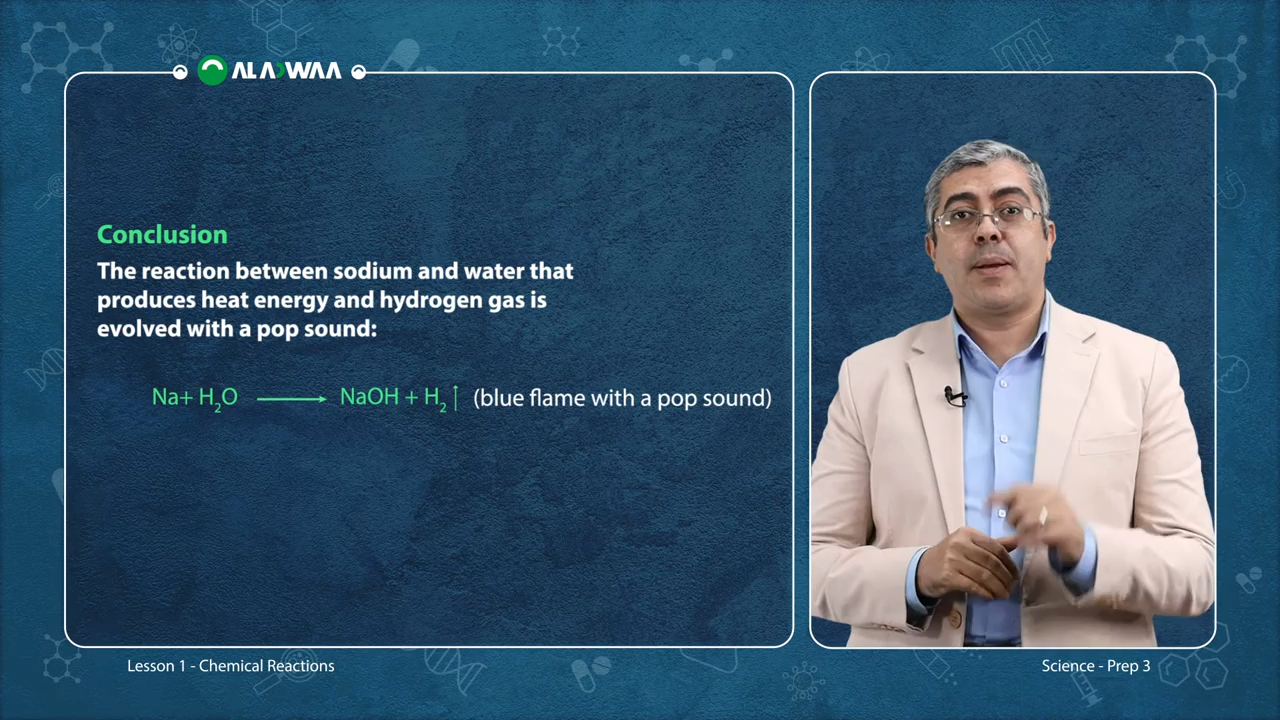 ALADWAA
Conclusion
The reaction between sodium and water that
produces heat energy and hydrogen gas is
evolved with a pop sound:
Na+ H₂O ⟶ NaOH + H₂ ↑ (blue flame with a pop sound)
Lesson 1 - Chemical Reactions
Science - Prep 3